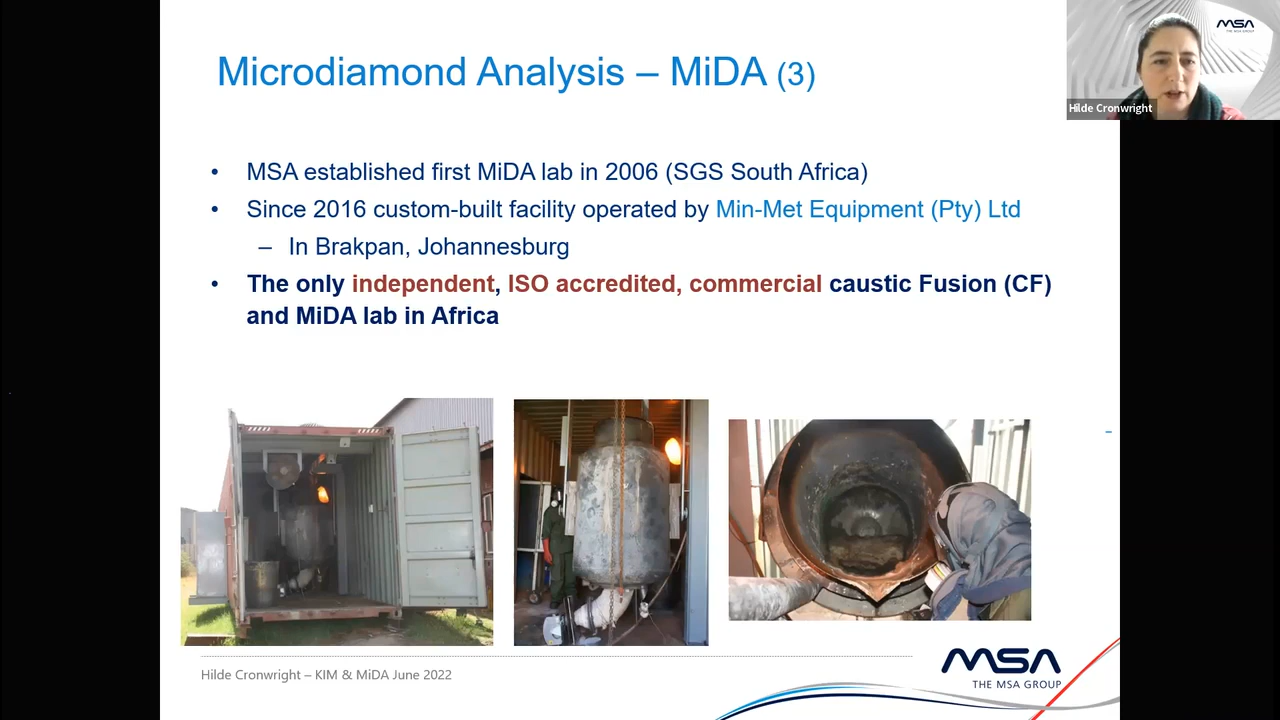 Microdiamond Analysis – MiDA (3)
MSA
THE MSA GROUP
Hilde Cronwright
• MSA established first MiDA lab in 2006 (SGS South Africa)
• Since 2016 custom-built facility operated by Min-Met Equipment (Pty) Ltd
– In Brakpan, Johannesburg
• The only independent, ISO accredited, commercial caustic Fusion (CF)
and MiDA lab in Africa
Hilde Cronwright – KIM & MiDA June 2022
MSA
THE MSA GROUP